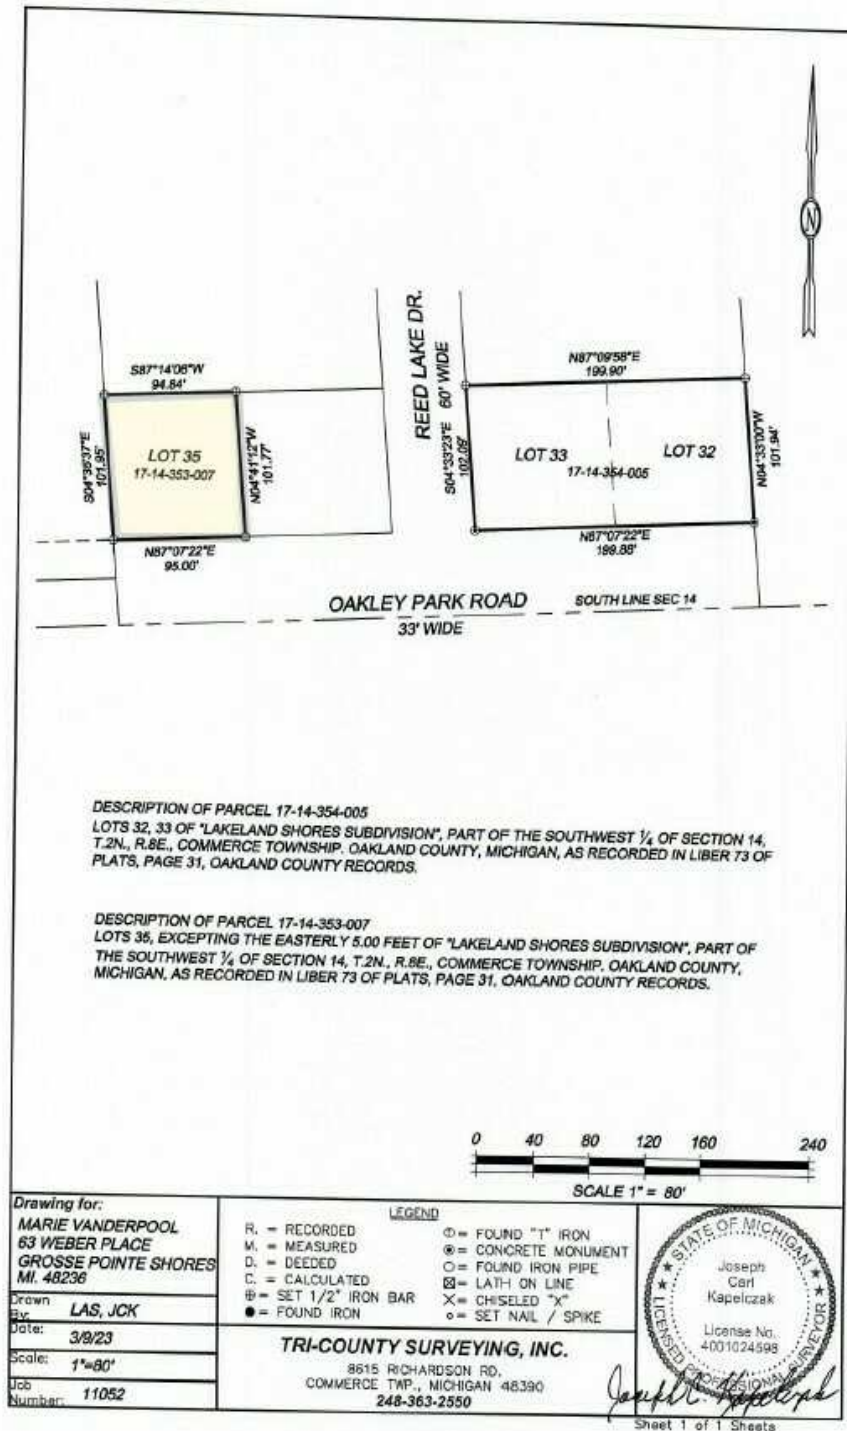 N
REED LAKE DR.
60' WIDE
S87°14'06"W
94.84'
S04°36'37"E
101.95'
LOT 35
17-14-353-007
N04°41'12"W
101.77'
N87°07'22"E
95.00'
N87°09'58"E
199.90'
S04°33'23"E
102.09'
LOT 33
LOT 32
17-14-354-005
N04°33'00"W
101.94'
N87°07'22"E
199.88'
OAKLEY PARK ROAD
SOUTH LINE SEC 14
33' WIDE
DESCRIPTION OF PARCEL 17-14-354-005
LOTS 32, 33 OF "LAKELAND SHORES SUBDIVISION", PART OF THE SOUTHWEST ¼ OF SECTION 14,
T.2N., R.8E., COMMERCE TOWNSHIP. OAKLAND COUNTY, MICHIGAN, AS RECORDED IN LIBER 73 OF
PLATS, PAGE 31, OAKLAND COUNTY RECORDS.
DESCRIPTION OF PARCEL 17-14-353-007
LOTS 35, EXCEPTING THE EASTERLY 5.00 FEET OF "LAKELAND SHORES SUBDIVISION", PART OF
THE SOUTHWEST ¼ OF SECTION 14, T.2N., R.8E., COMMERCE TOWNSHIP. OAKLAND COUNTY,
MICHIGAN, AS RECORDED IN LIBER 73 OF PLATS, PAGE 31, OAKLAND COUNTY RECORDS.
0 40 80 120 160 240
SCALE 1" = 80'
Drawing for:
MARIE VANDERPOOL
63 WEBER PLACE
GROSSE POINTE SHORES
MI. 48236
Drawn By: LAS, JCK
Date: 3/9/23
Scale: 1"=80'
Job Number: 11052
LEGEND
R. = RECORDED
M. = MEASURED
D. = DEEDED
C. = CALCULATED
⊕ = SET 1/2" IRON BAR
● = FOUND IRON
= FOUND "T" IRON
◉ = CONCRETE MONUMENT
○ = FOUND IRON PIPE
⊠ = LATH ON LINE
X = CHISELED "X"
o = SET NAIL / SPIKE
TRI-COUNTY SURVEYING, INC.
8615 RICHARDSON RD.
COMMERCE TWP., MICHIGAN 48390
248-363-2550
STATE OF MICHIGAN
Joseph
Carl
Kapelczak
License No.
4001024598
LICENSED PROFESSIONAL SURVEYOR
Joseph C. Kapelczak
Sheet 1 of 1 Sheets